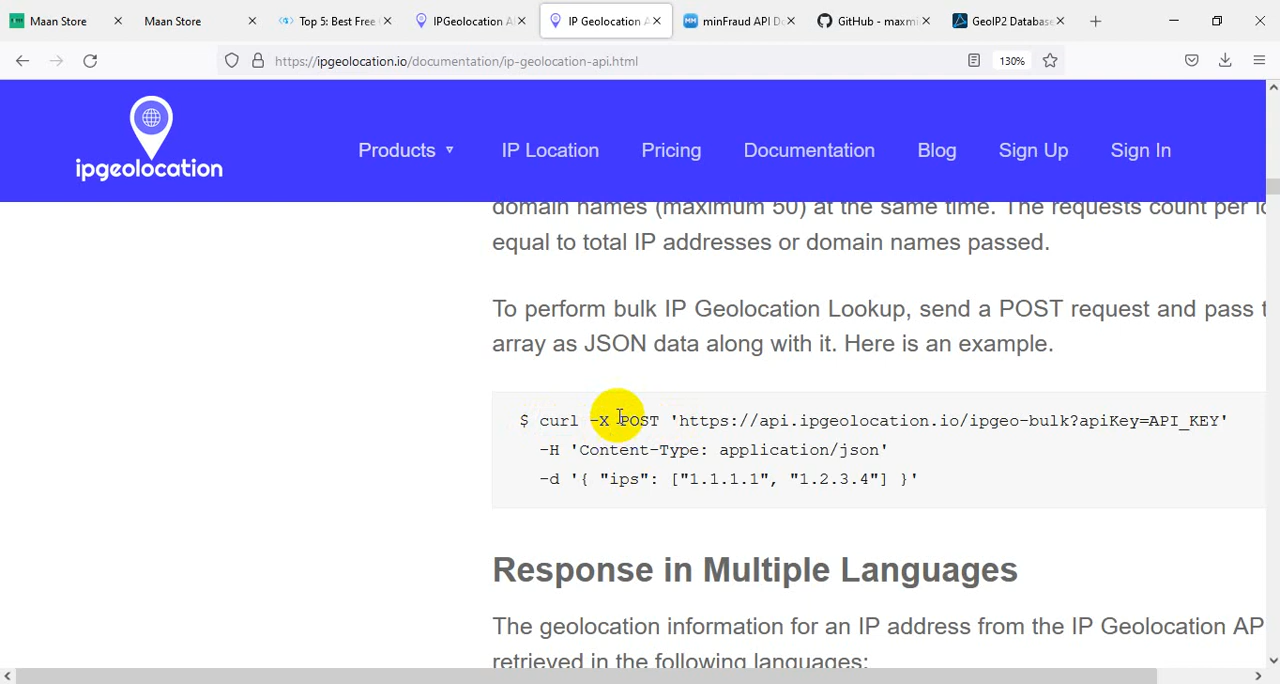 Maan Store
Maan Store
Top 5: Best Free
IPGeolocation A
IP Geolocation A
minFraud API D
GitHub - maxmi
GeoIP2 Databas
https://ipgeolocation.io/documentation/ip-geolocation-api.html
130%
ipgeolocation
Products
IP Location
Pricing
Documentation
Blog
Sign Up
Sign In
domain names (maximum 50) at the same time. The requests count per
equal to total IP addresses or domain names passed.
To perform bulk IP Geolocation Lookup, send a POST request and pass
array as JSON data along with it. Here is an example.
$ curl -X POST 'https://api.ipgeolocation.io/ipgeo-bulk?apiKey=API_KEY'
-H 'Content-Type: application/json'
-d '{ "ips": ["1.1.1.1", "1.2.3.4"] }'
Response in Multiple Languages
The geolocation information for an IP address from the IP Geolocation AP
retrieved in the following languages: